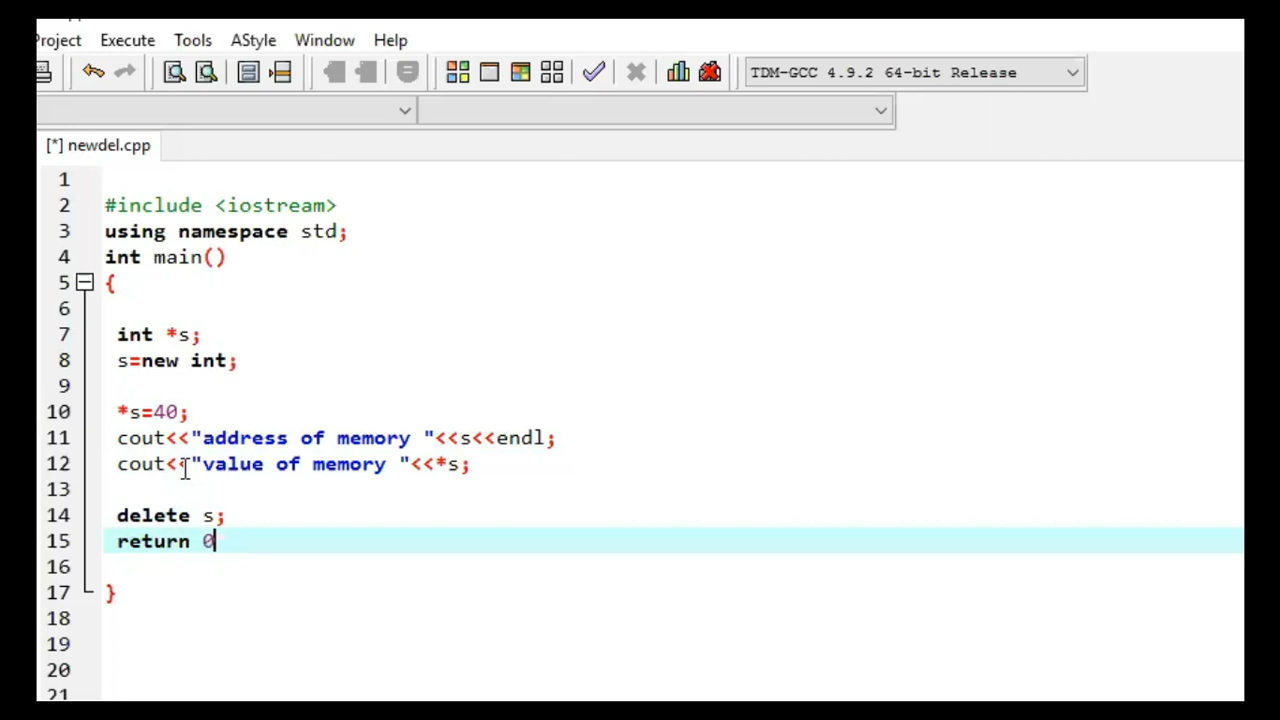 Project Execute Tools AStyle Window Help
TDM-GCC 4.9.2 64-bit Release
[*] newdel.cpp
1
2 #include <iostream>
3 using namespace std;
4 int main()
5 {
6
7 int *s;
8 s=new int;
9
10 *s=40;
11 cout<<"address of memory "<<s<<endl;
12 cout<<"value of memory "<<*s;
13
14 delete s;
15 return 0
16
17 }
18
19
20
21